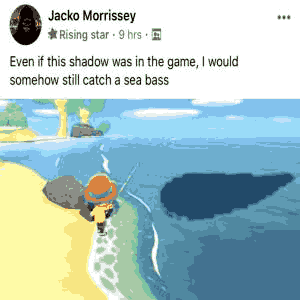 Jacko Morrissey
Rising star · 9 hrs ·
Even if this shadow was in the game, I would
somehow still catch a sea bass